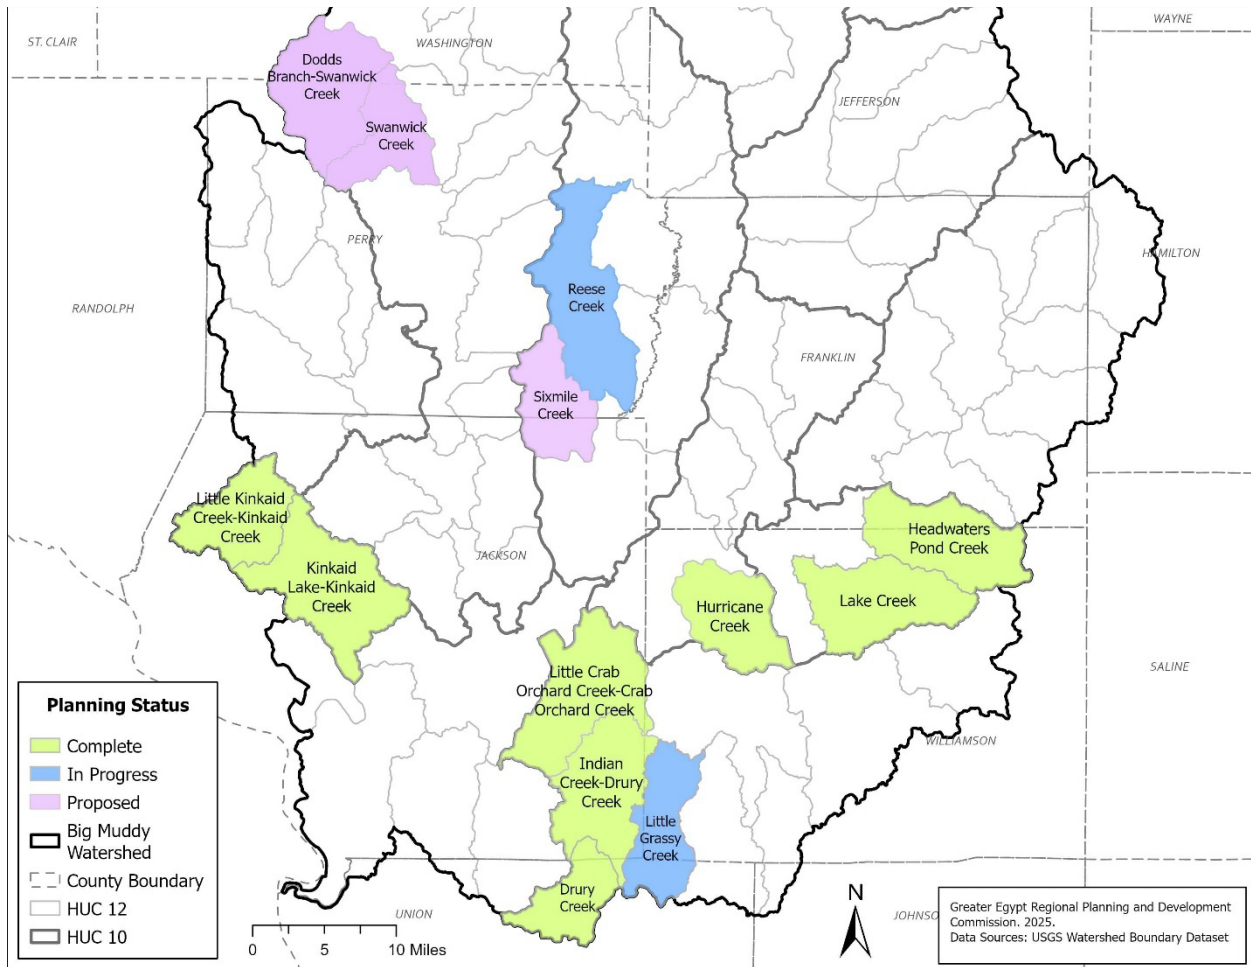 WAYNE
ST. CLAIR
WASHINGTON
Dodds
Branch-Swanwick
Creek
JEFFERSON
Swanwick
Creek
PERRY
HAMILTON
Reese
Creek
RANDOLPH
FRANKLIN
Sixmile
Creek
Little Kinkaid
Creek-Kinkaid
Creek
Headwaters
Pond Creek
JACKSON
Kinkaid
Lake-Kinkaid
Creek
Hurricane
Creek
Lake Creek
SALINE
Little Crab
Orchard Creek-Crab
Orchard Creek
WILLIAMSON
Indian
Creek-Drury
Creek
Little
Grassy
Creek
Drury
Creek
UNION
JOHNSO
Planning Status
Complete
In Progress
Proposed
Big Muddy
Watershed
County Boundary
HUC 12
HUC 10
0 5 10 Miles
N
Greater Egypt Regional Planning and Development
Commission. 2025.
Data Sources: USGS Watershed Boundary Dataset